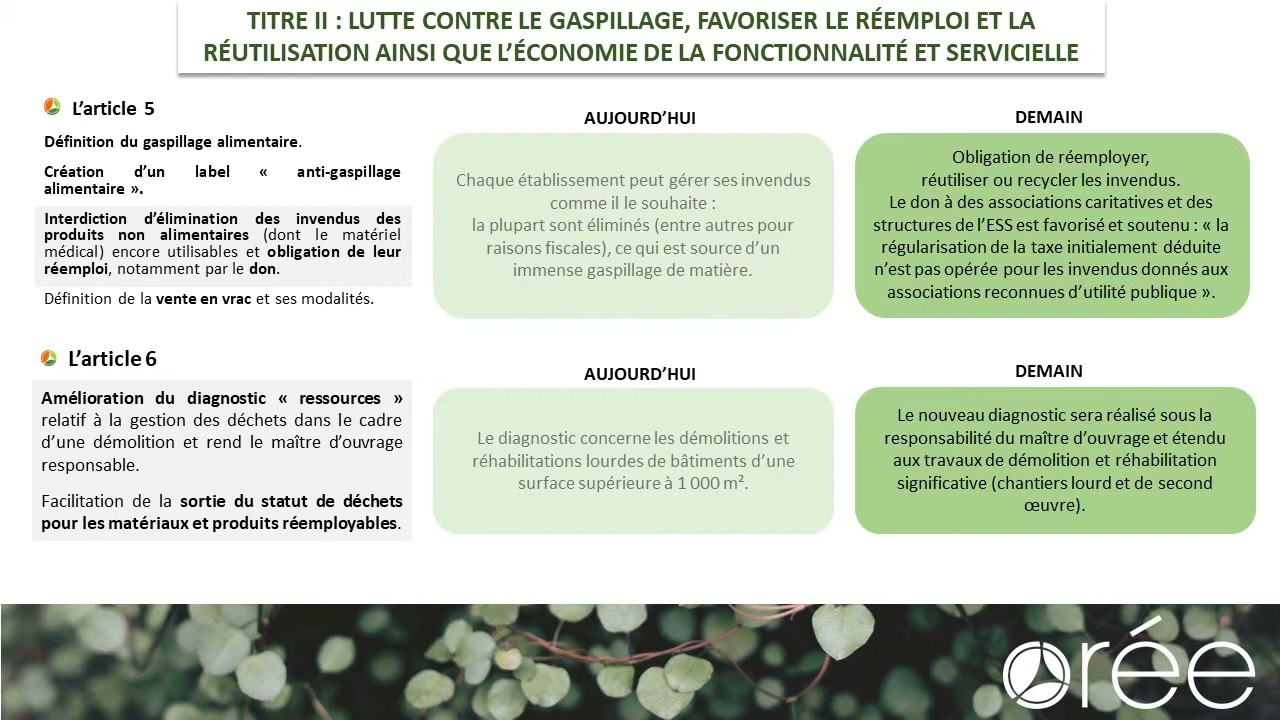 TITRE II : LUTTE CONTRE LE GASPILLAGE, FAVORISER LE RÉEMPLOI ET LA
RÉUTILISATION AINSI QUE L’ÉCONOMIE DE LA FONCTIONNALITÉ ET SERVICIELLE
L’article 5
Définition du gaspillage alimentaire.
Création d’un label « anti-gaspillage
alimentaire ».
Interdiction d’élimination des invendus des
produits non alimentaires (dont le matériel
médical) encore utilisables et obligation de leur
réemploi, notamment par le don.
Définition de la vente en vrac et ses modalités.
AUJOURD’HUI
Chaque établissement peut gérer ses invendus
comme il le souhaite :
la plupart sont éliminés (entre autres pour
raisons fiscales), ce qui est source d’un
immense gaspillage de matière.
DEMAIN
Obligation de réemployer,
réutiliser ou recycler les invendus.
Le don à des associations caritatives et des
structures de l’ESS est favorisé et soutenu : « la
régularisation de la taxe initialement déduite
n’est pas opérée pour les invendus donnés aux
associations reconnues d’utilité publique ».
L’article 6
Amélioration du diagnostic « ressources »
relatif à la gestion des déchets dans le cadre
d’une démolition et rend le maître d’ouvrage
responsable.
Facilitation de la sortie du statut de déchets
pour les matériaux et produits réemployables.
AUJOURD’HUI
Le diagnostic concerne les démolitions et
réhabilitations lourdes de bâtiments d’une
surface supérieure à 1 000 m².
DEMAIN
Le nouveau diagnostic sera réalisé sous la
responsabilité du maître d’ouvrage et étendu
aux travaux de démolition et réhabilitation
significative (chantiers lourd et de second
œuvre).
orée